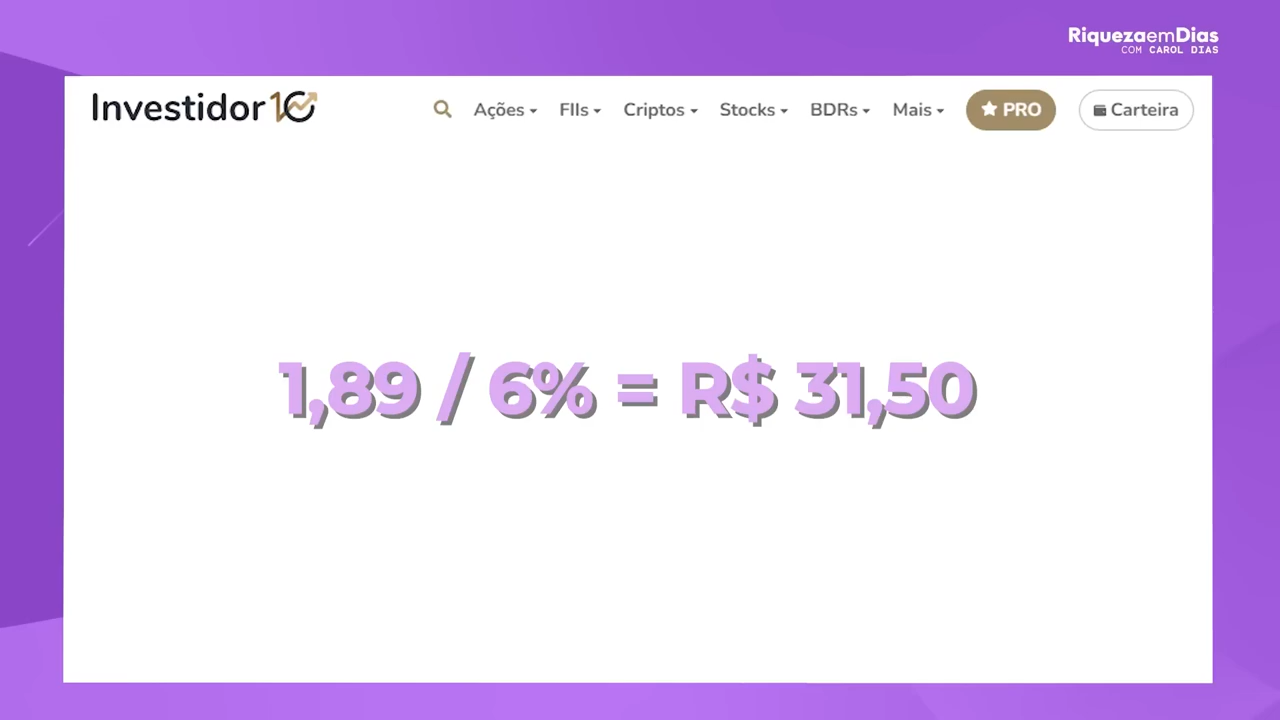 RiquezaemDias
COM CAROL DIAS
Investidor10 Ações FIIs Criptos Stocks BDRs Mais PRO Carteira
1,89 / 6% = R$ 31,50